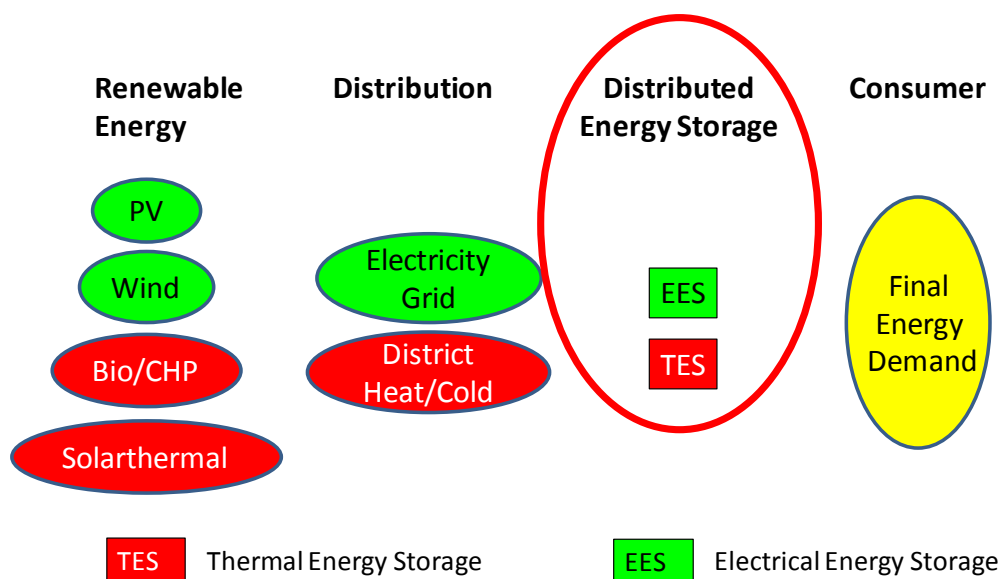 Renewable
Energy
Distribution
Distributed
Energy Storage
Consumer
PV
Wind
Bio/CHP
Solarthermal
Electricity
Grid
District
Heat/Cold
EES
TES
Final
Energy
Demand
TES Thermal Energy Storage
EES Electrical Energy Storage